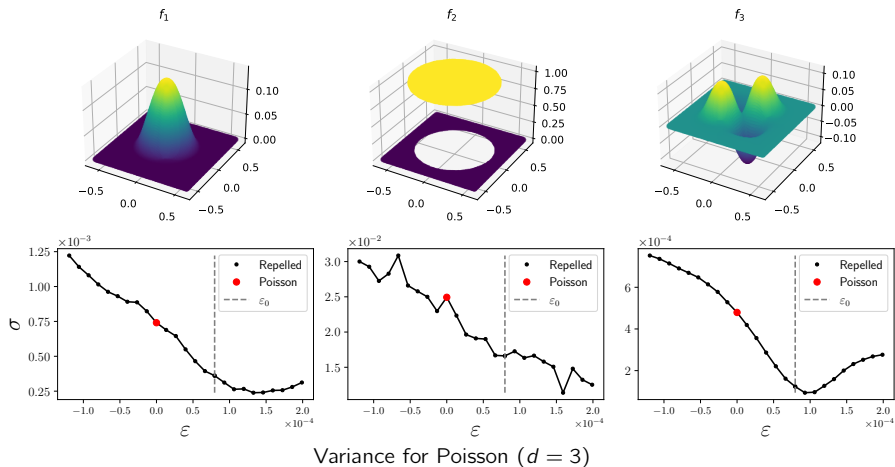 f₁
f₂
f₃
0.10
0.05
0.00
−0.5
0.0
0.5
−0.5
0.0
0.5
1.00
0.75
0.50
0.25
0.00
−0.5
0.0
0.5
−0.5
0.0
0.5
0.10
0.05
0.00
−0.05
−0.10
−0.5
0.0
0.5
−0.5
0.0
0.5
×10⁻³
1.25
1.00
0.75
0.50
0.25
σ
Repelled
Poisson
ε₀
−1.0 −0.5 0.0 0.5 1.0 1.5 2.0
×10⁻⁴
ε
×10⁻²
3.0
2.5
2.0
1.5
Repelled
Poisson
ε₀
−1.0 −0.5 0.0 0.5 1.0 1.5 2.0
×10⁻⁴
ε
×10⁻⁴
6
4
2
Repelled
Poisson
ε₀
−1.0 −0.5 0.0 0.5 1.0 1.5 2.0
×10⁻⁴
ε
Variance for Poisson (d = 3)